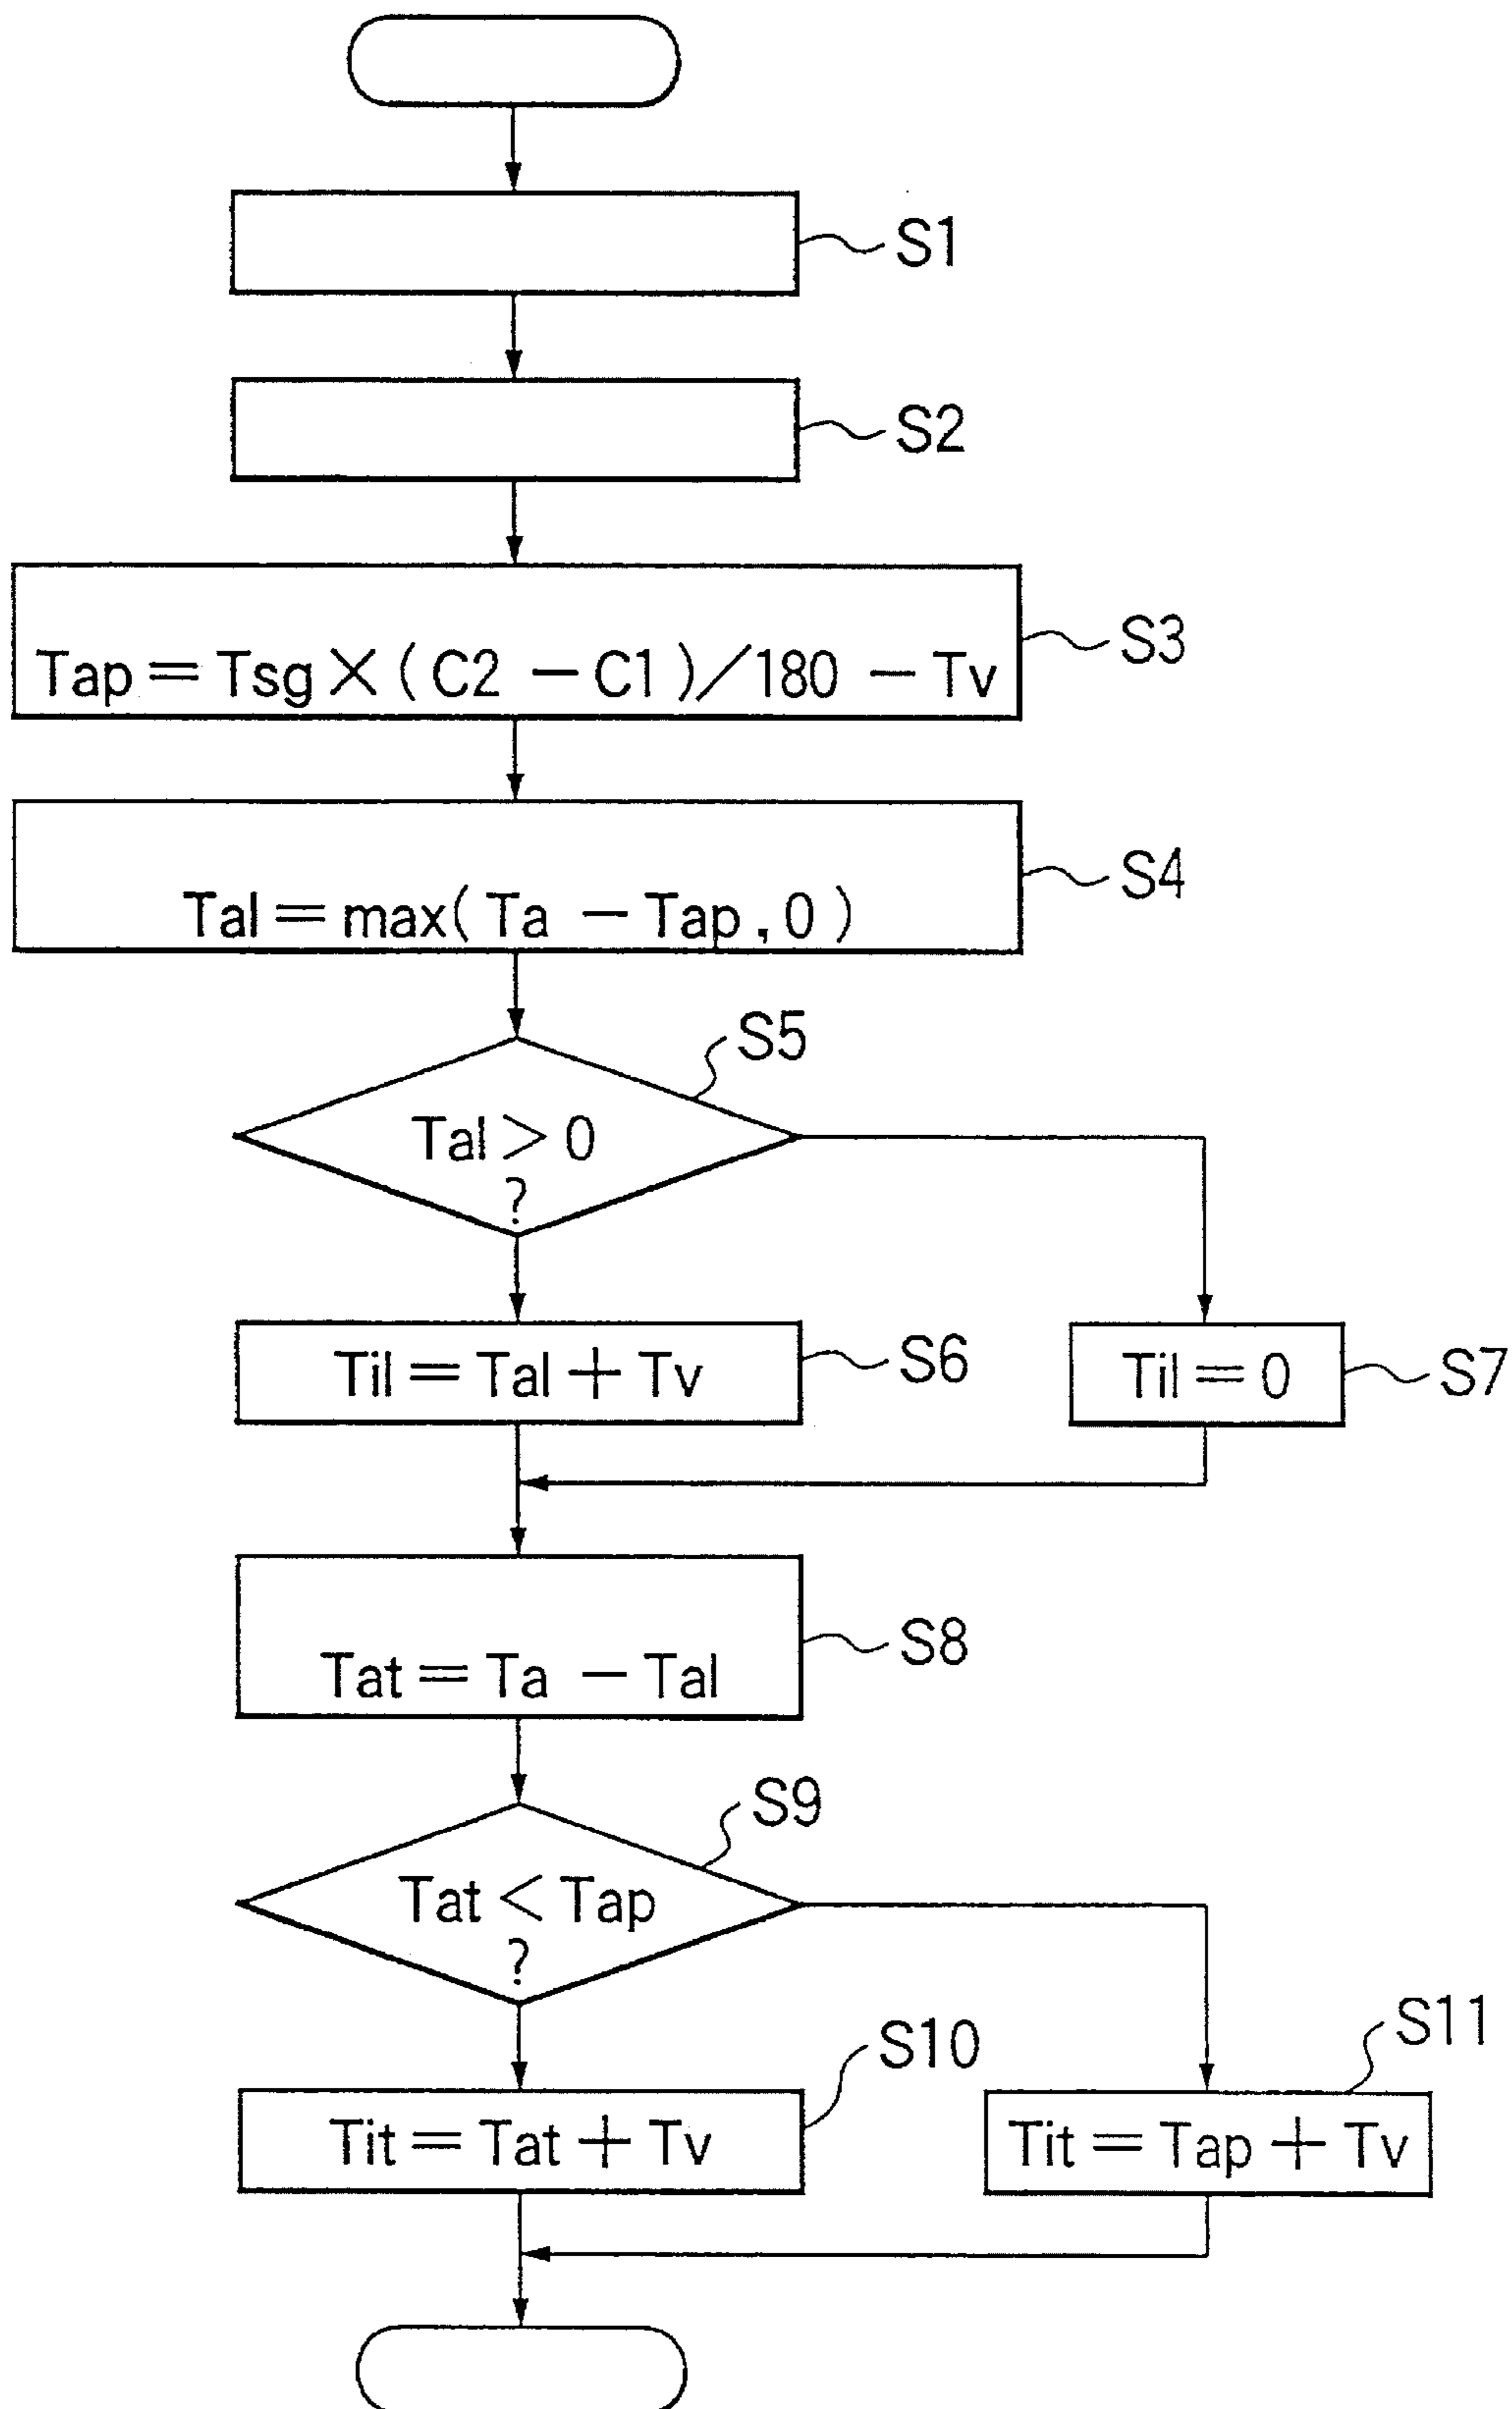 S1
S2
S3
Tap = Tsg × ( C2 − C1 ) / 180 − Tv
S4
Tal = max( Ta − Tap , 0 )
S5
Tal > 0
?
S6
Til = Tal + Tv
S7
Til = 0
S8
Tat = Ta − Tal
S9
Tat < Tap
?
S10
Tit = Tat + Tv
S11
Tit = Tap + Tv